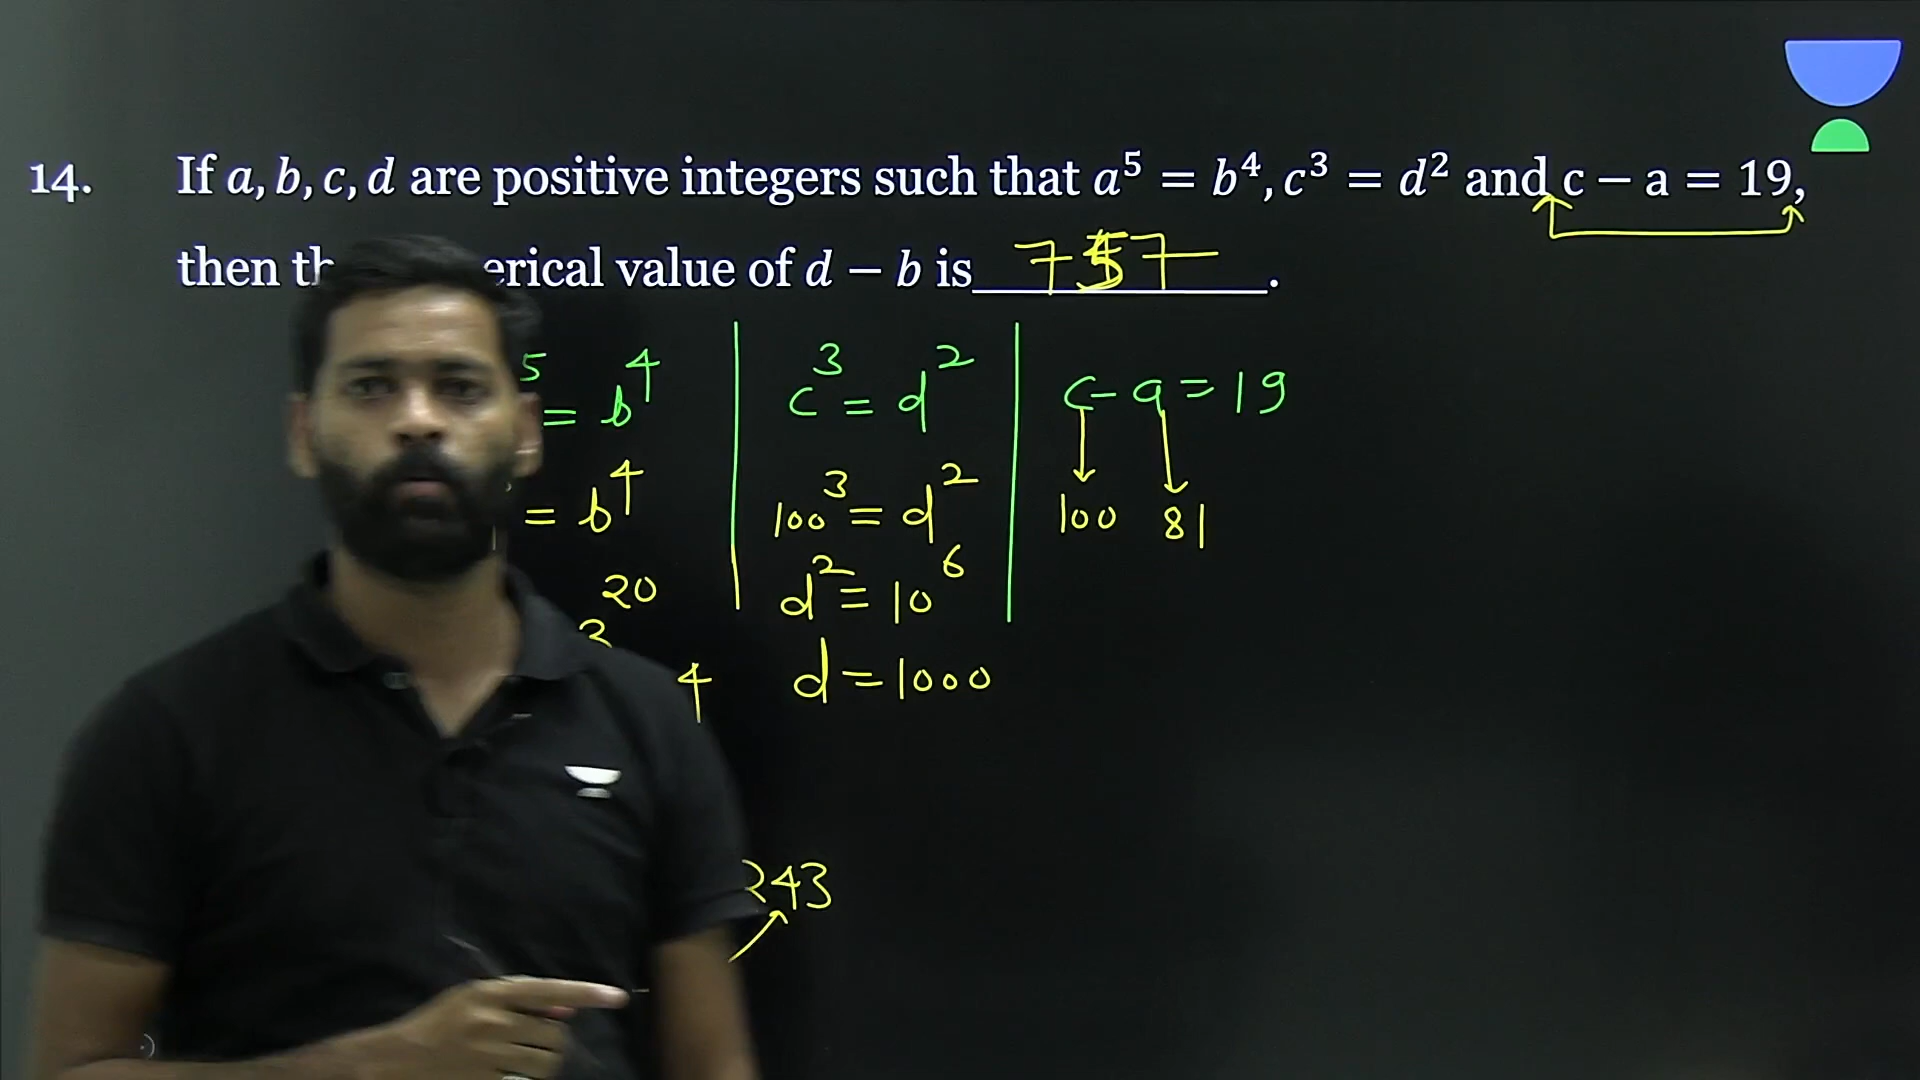 14. If a, b, c, d are positive integers such that a⁵ = b⁴, c³ = d² and c − a = 19,
then th erical value of d − b is 757.
5 = b⁴
c³ = d²
c - a = 19
= b⁴
100³ = d²
100 81
20
3
d² = 10⁶
4
d = 1000
243